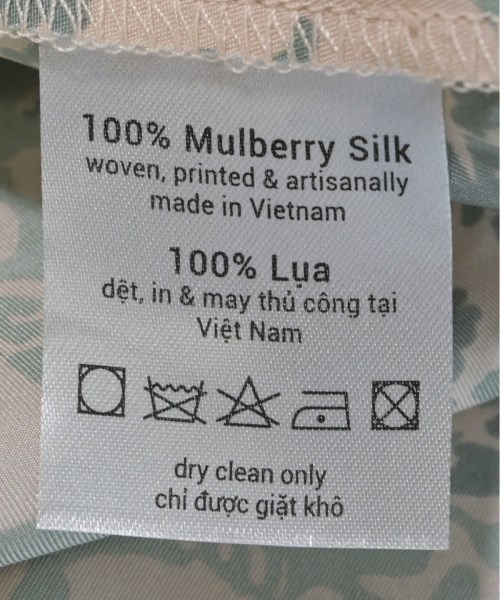 100% Mulberry Silk
woven, printed & artisanally
made in Vietnam
100% Lụa
dệt, in & may thủ công tại
Việt Nam
dry clean only
chỉ được giặt khô